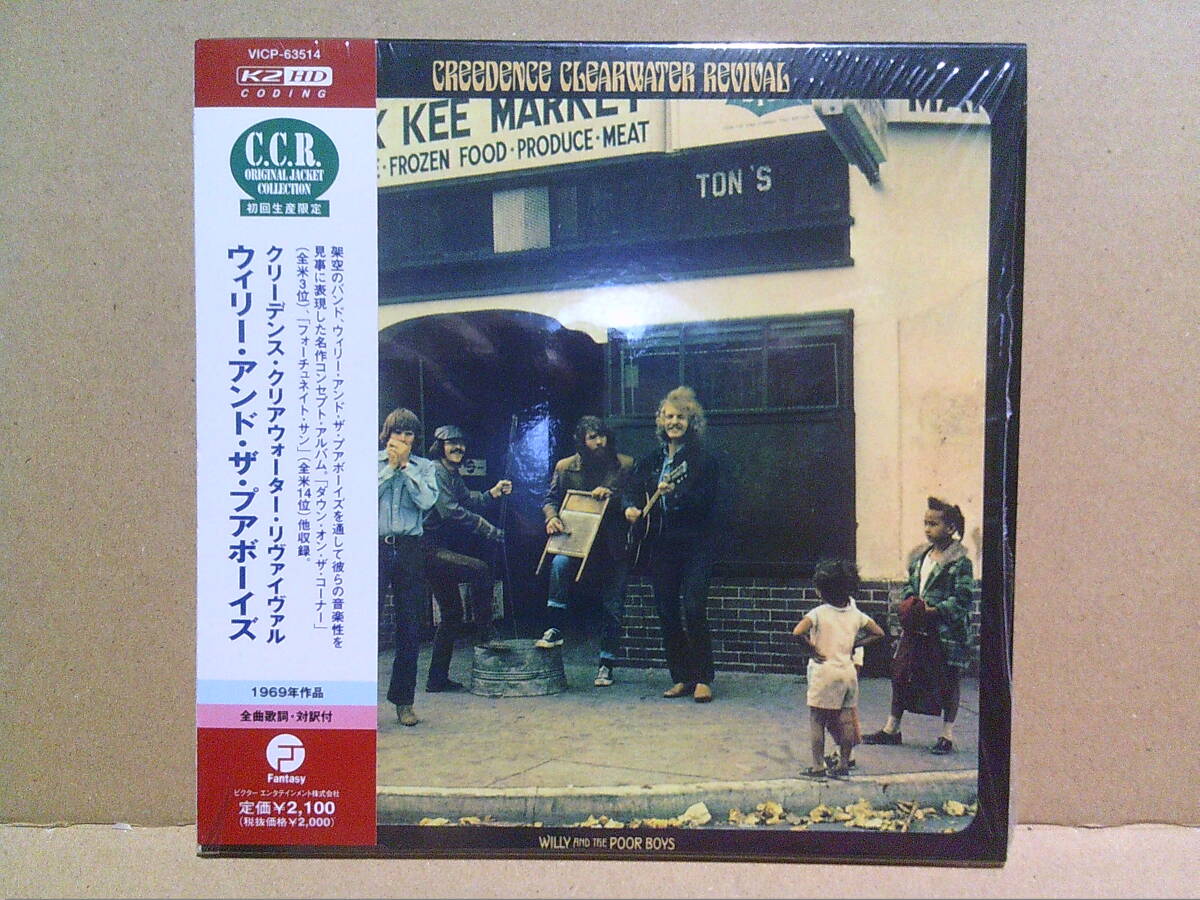 VICP-63514
K2 HD
CODING
C.C.R.
ORIGINAL JACKET
COLLECTION
初回生産限定
架空のバンド、ウィリー・アンド・ザ・プアボーイズを通して彼らの音楽性を
見事に表現した名作コンセプト・アルバム。「ダウン・オン・ザ・コーナー」
(全米3位)、「フォーチュネイト・サン」(全米14位)他収録。
クリーデンス・クリアウォーター・リヴァイヴァル
ウィリー・アンド・ザ・プアボーイズ
1969年作品
全曲歌詞・対訳付
Fantasy
ビクター エンタテインメント株式会社
定価¥2,100
(税抜価格¥2,000)
CREEDENCE CLEARWATER REVIVAL
KEE MARKET
FROZEN FOOD·PRODUCE·MEAT
TON'S
WILLY AND THE POOR BOYS